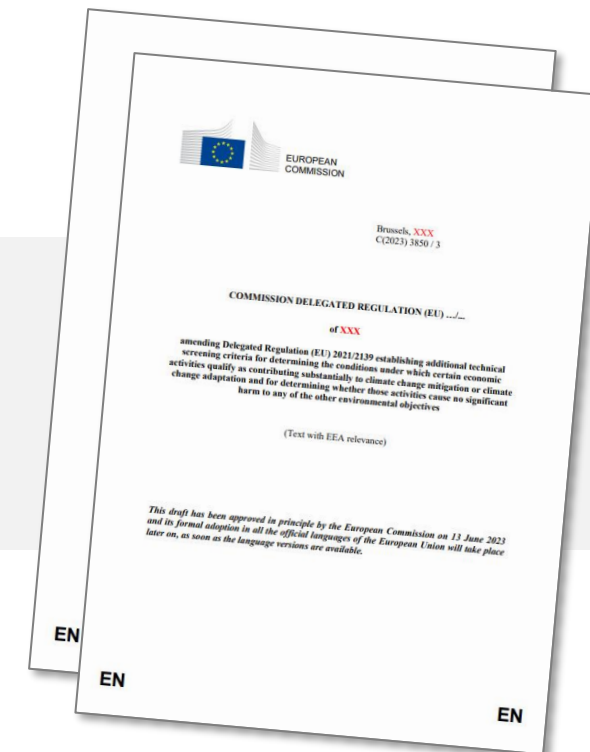 EUROPEAN
COMMISSION
Brussels, XXX
C(2023) 3850 / 3
COMMISSION DELEGATED REGULATION (EU) …/...
of XXX
amending Delegated Regulation (EU) 2021/2139 establishing additional technical
screening criteria for determining the conditions under which certain economic
activities qualify as contributing substantially to climate change mitigation or climate
change adaptation and for determining whether those activities cause no significant
harm to any of the other environmental objectives
(Text with EEA relevance)
This draft has been approved in principle by the European Commission on 13 June 2023
and its formal adoption in all the official languages of the European Union will take place
later on, as soon as the language versions are available.
EN
EN
EN